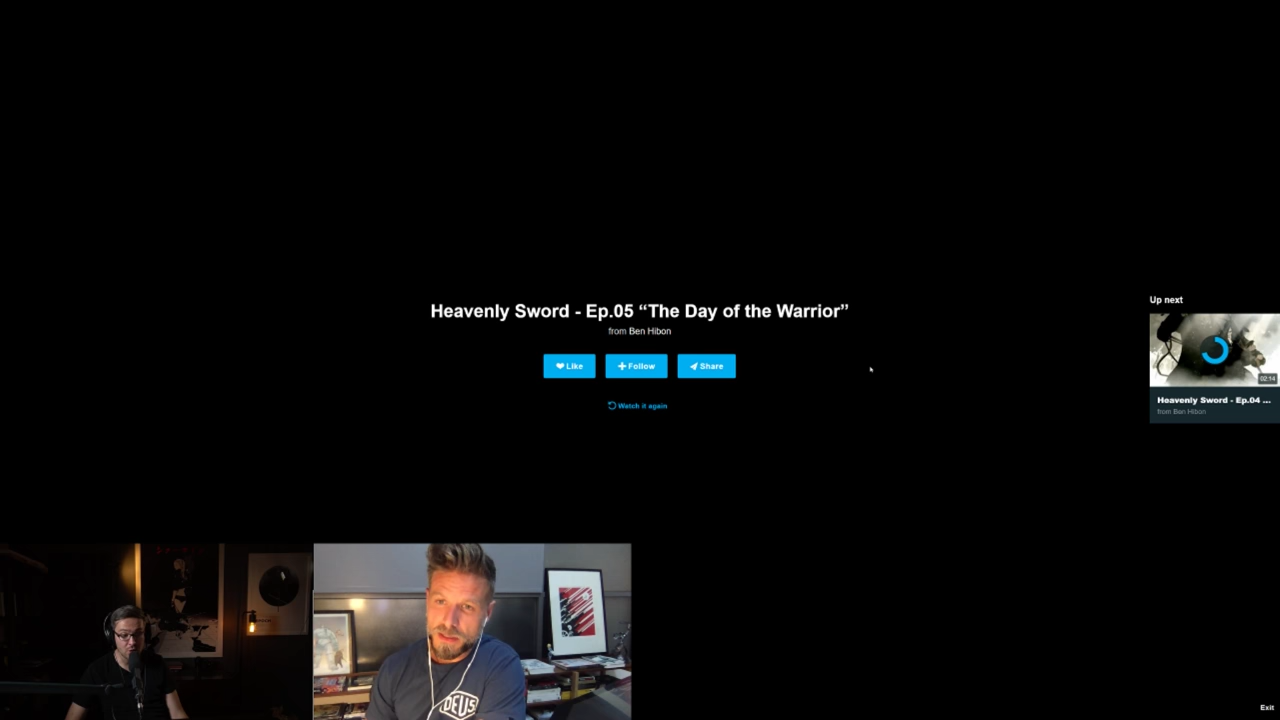 Heavenly Sword - Ep.05 “The Day of the Warrior”
from Ben Hibon
Like
Follow
Share
Watch it again
Up next
02:14
Heavenly Sword - Ep.04 ...
from Ben Hibon
DEUS
Exit